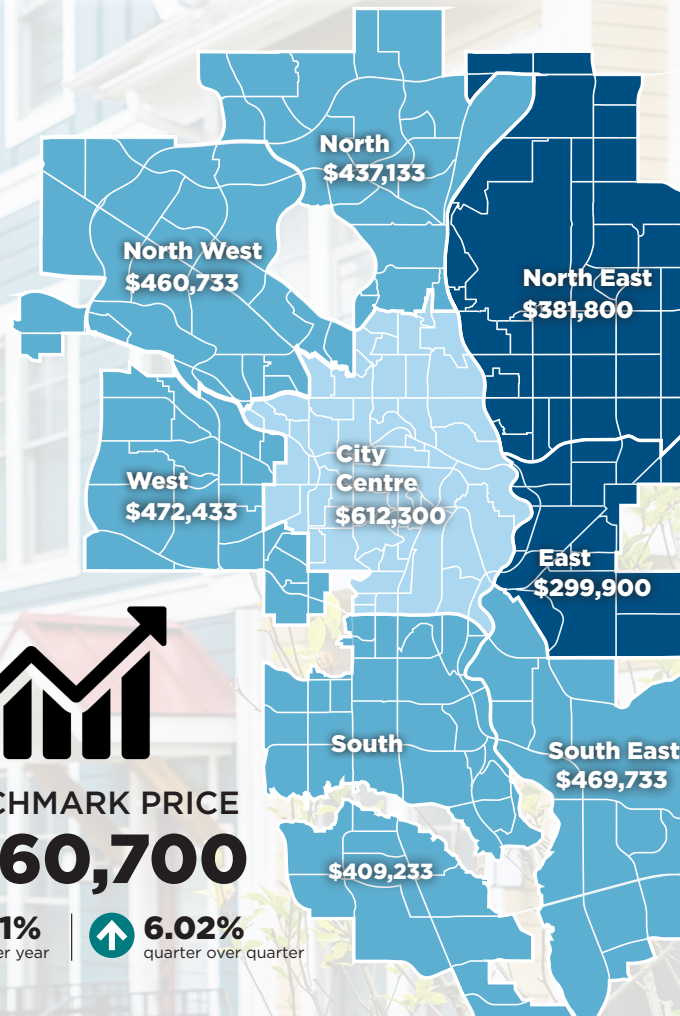 North
$437,133
North West
$460,733
North East
$381,800
City
Centre
$612,300
West
$472,433
East
$299,900
South
South East
$469,733
CHMARK PRICE
60,700
$409,233
1%
er year
6.02%
quarter over quarter